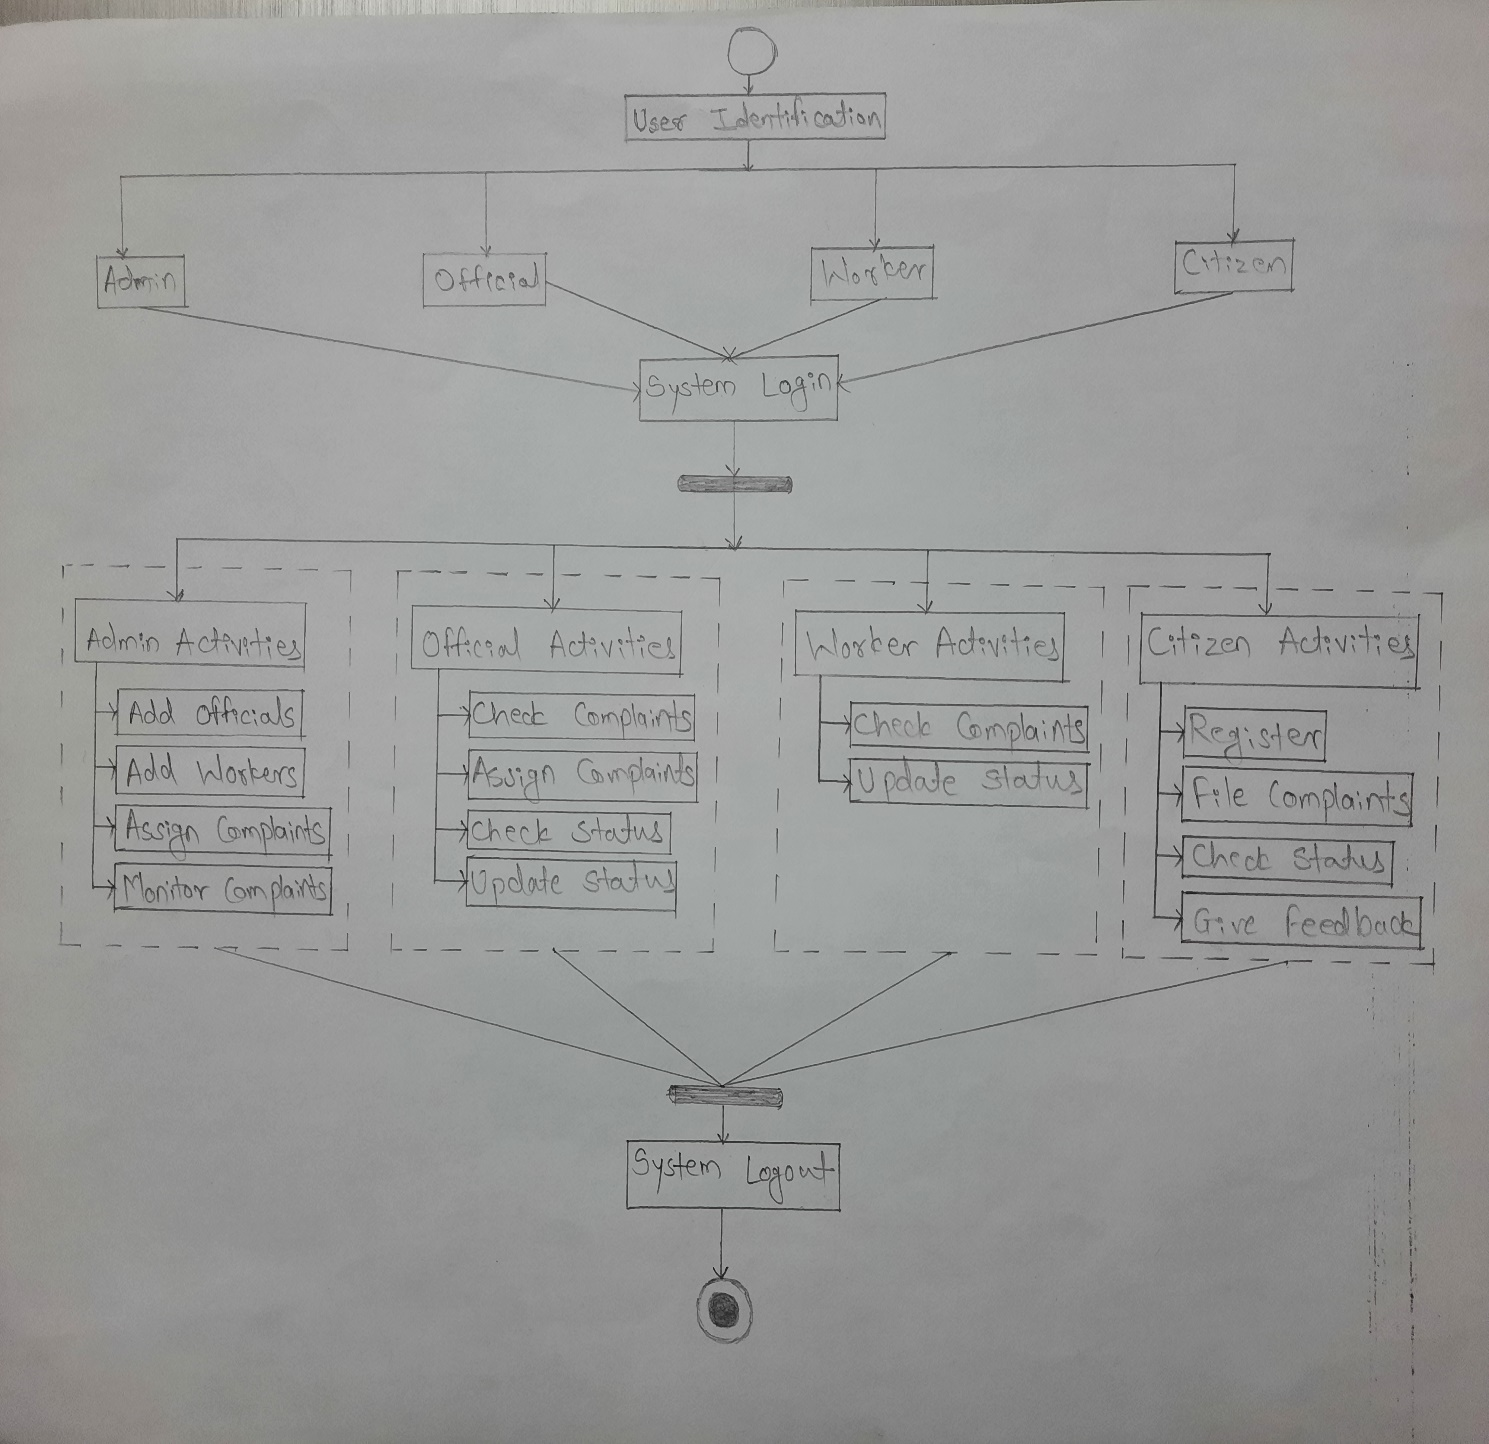 User Identification
Admin
Official
Worker
Citizen
System Login
Admin Activities
Add Officials
Add Workers
Assign Complaints
Monitor Complaints
Official Activities
Check Complaints
Assign Complaints
Check Status
Update Status
Worker Activities
Check Complaints
Update Status
Citizen Activities
Register
File Complaints
Check Status
Give Feedback
System Logout